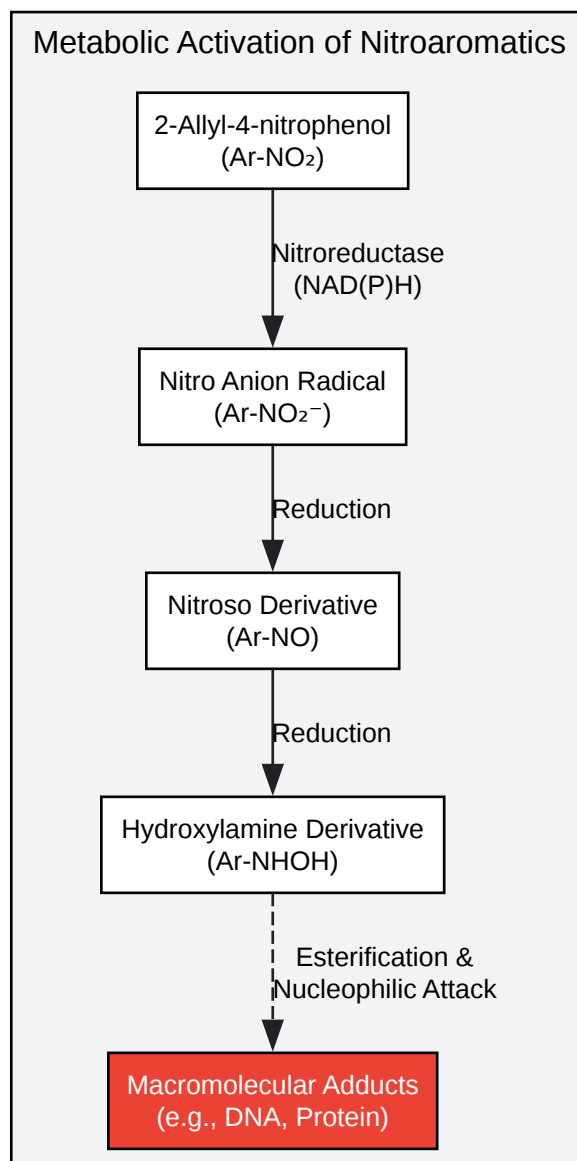 Metabolic Activation of Nitroaromatics
2-Allyl-4-nitrophenol
(Ar-NO₂)
Nitroreductase
(NAD(P)H)
Nitro Anion Radical
(Ar-NO₂⁻)
Reduction
Nitroso Derivative
(Ar-NO)
Reduction
Hydroxylamine Derivative
(Ar-NHOH)
Esterification &
Nucleophilic Attack
Macromolecular Adducts
(e.g., DNA, Protein)